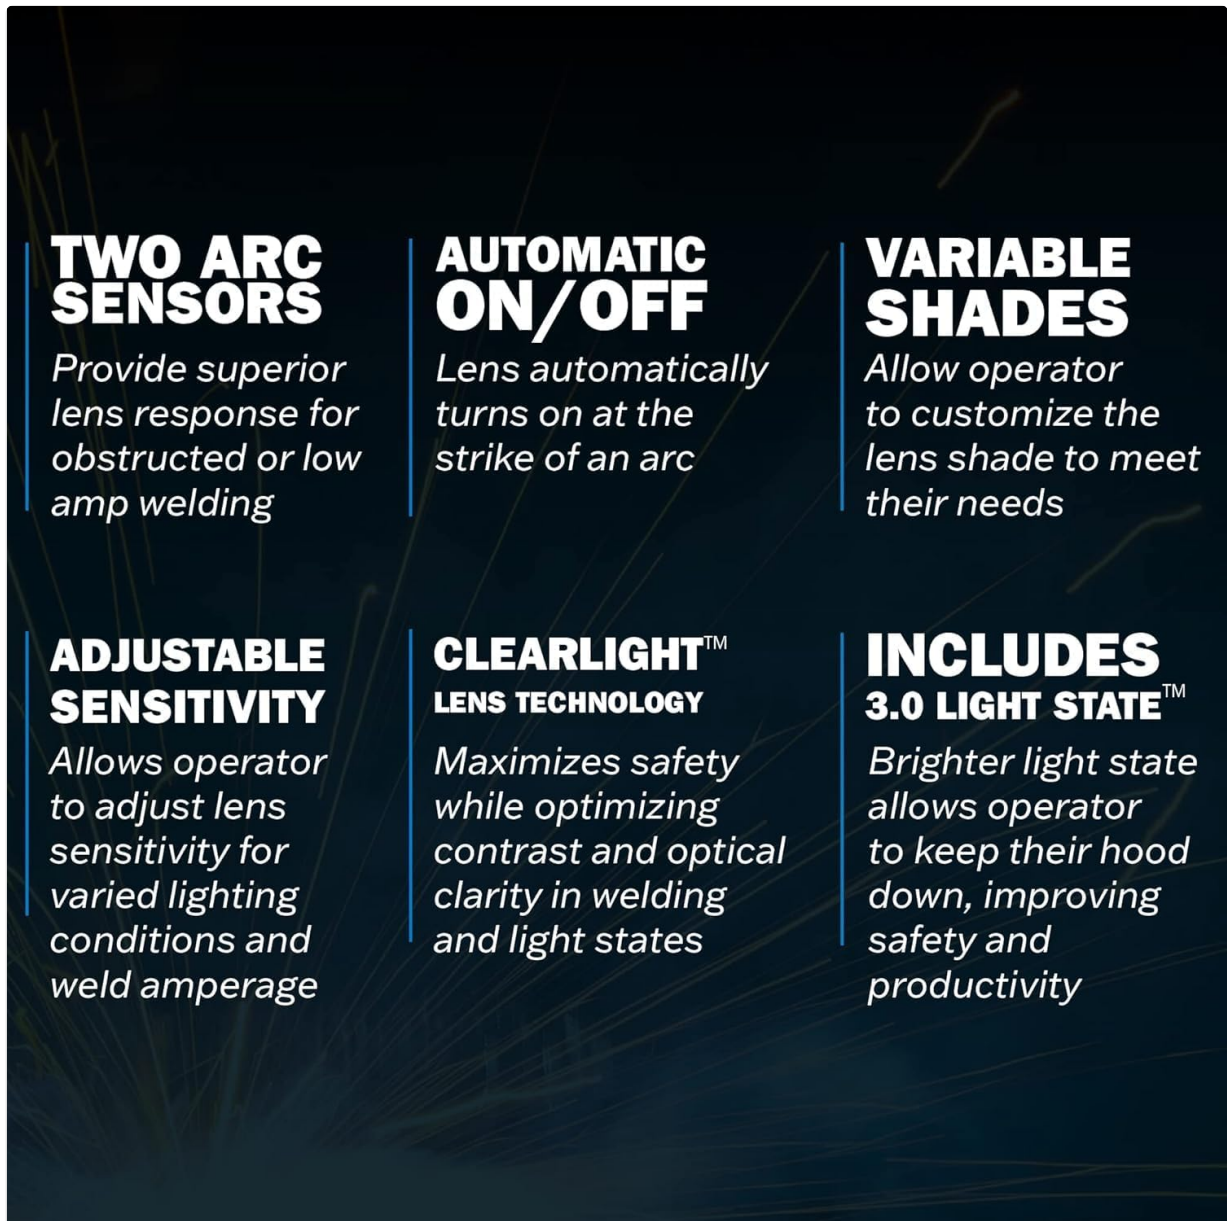 TWO ARC
SENSORS
Provide superior
lens response for
obstructed or low
amp welding
AUTOMATIC
ON/OFF
Lens automatically
turns on at the
strike of an arc
VARIABLE
SHADES
Allow operator
to customize the
lens shade to meet
their needs
ADJUSTABLE
SENSITIVITY
Allows operator
to adjust lens
sensitivity for
varied lighting
conditions and
weld amperage
CLEARLIGHT™
LENS TECHNOLOGY
Maximizes safety
while optimizing
contrast and optical
clarity in welding
and light states
INCLUDES
3.0 LIGHT STATE™
Brighter light state
allows operator
to keep their hood
down, improving
safety and
productivity